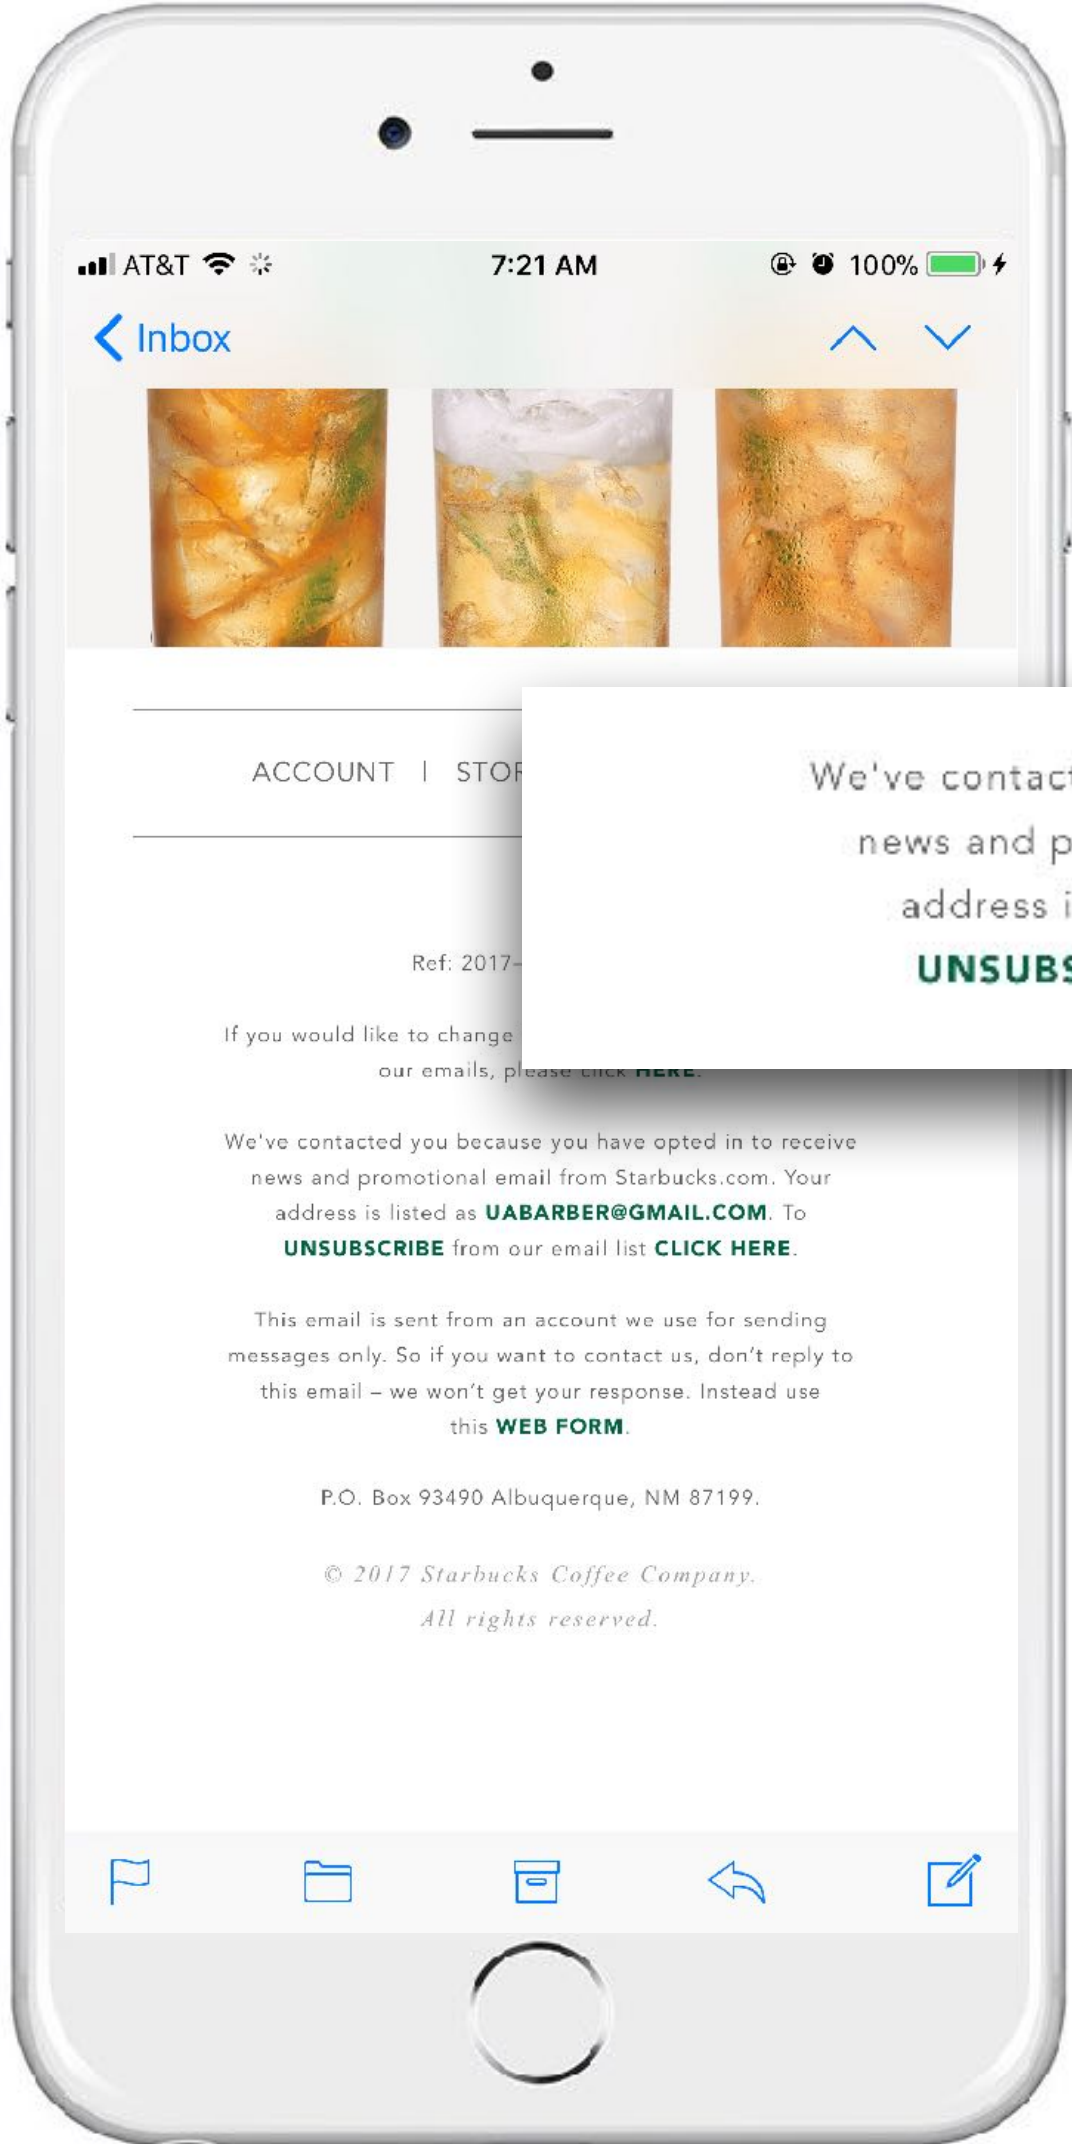 AT&T 7:21 AM 100%
Inbox
ACCOUNT | STOR
We've contact
news and p
address i
UNSUBS
Ref: 2017-
If you would like to change
our emails, please click HERE.
We've contacted you because you have opted in to receive
news and promotional email from Starbucks.com. Your
address is listed as UABARBER@GMAIL.COM. To
UNSUBSCRIBE from our email list CLICK HERE.
This email is sent from an account we use for sending
messages only. So if you want to contact us, don't reply to
this email – we won't get your response. Instead use
this WEB FORM.
P.O. Box 93490 Albuquerque, NM 87199.
© 2017 Starbucks Coffee Company.
All rights reserved.